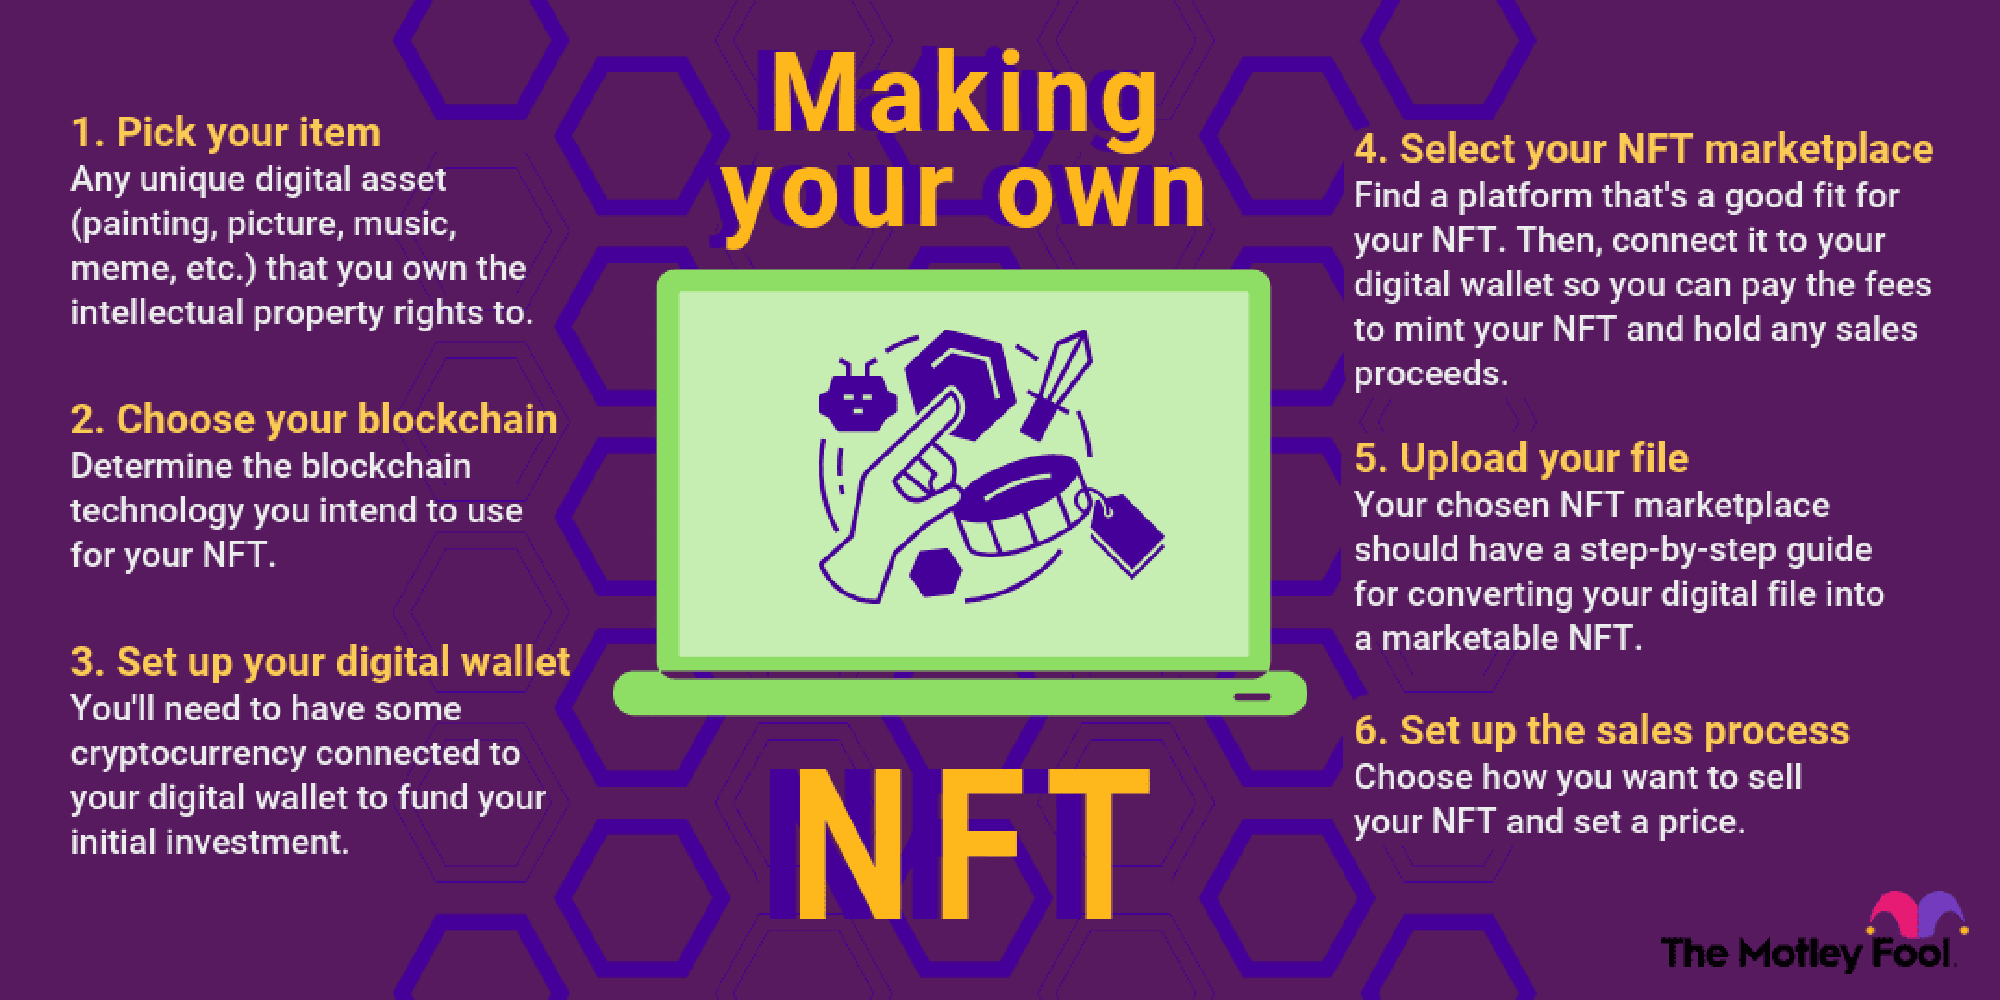 Making
your own
NFT
1. Pick your item
Any unique digital asset
(painting, picture, music,
meme, etc.) that you own the
intellectual property rights to.
2. Choose your blockchain
Determine the blockchain
technology you intend to use
for your NFT.
3. Set up your digital wallet
You'll need to have some
cryptocurrency connected to
your digital wallet to fund your
initial investment.
4. Select your NFT marketplace
Find a platform that's a good fit for
your NFT. Then, connect it to your
digital wallet so you can pay the fees
to mint your NFT and hold any sales
proceeds.
5. Upload your file
Your chosen NFT marketplace
should have a step-by-step guide
for converting your digital file into
a marketable NFT.
6. Set up the sales process
Choose how you want to sell
your NFT and set a price.
The Motley Fool.